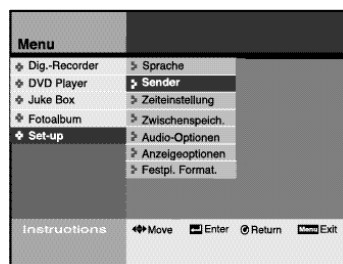 Menu
Dig.-Recorder
DVD Player
Juke Box
Fotoalbum
Set-up
Sprache
Sender
Zeiteinstellung
Zwischenspeich.
Audio-Optionen
Anzeigeoptionen
Festpl. Format.
Instructions
Move Enter Return Menu Exit